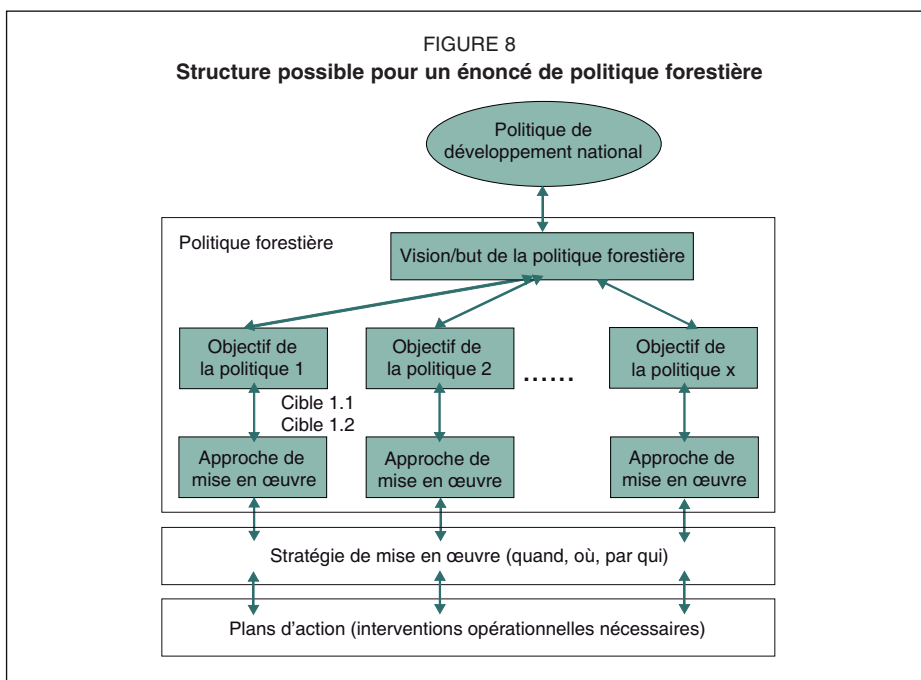 FIGURE 8
Structure possible pour un énoncé de politique forestière
Politique de
développement national
Politique forestière
Vision/but de la politique forestière
Objectif de
la politique 1
Objectif de
la politique 2
......
Objectif de
la politique x
Cible 1.1
Cible 1.2
Approche de
mise en œuvre
Approche de
mise en œuvre
Approche de
mise en œuvre
Stratégie de mise en œuvre (quand, où, par qui)
Plans d'action (interventions opérationnelles nécessaires)